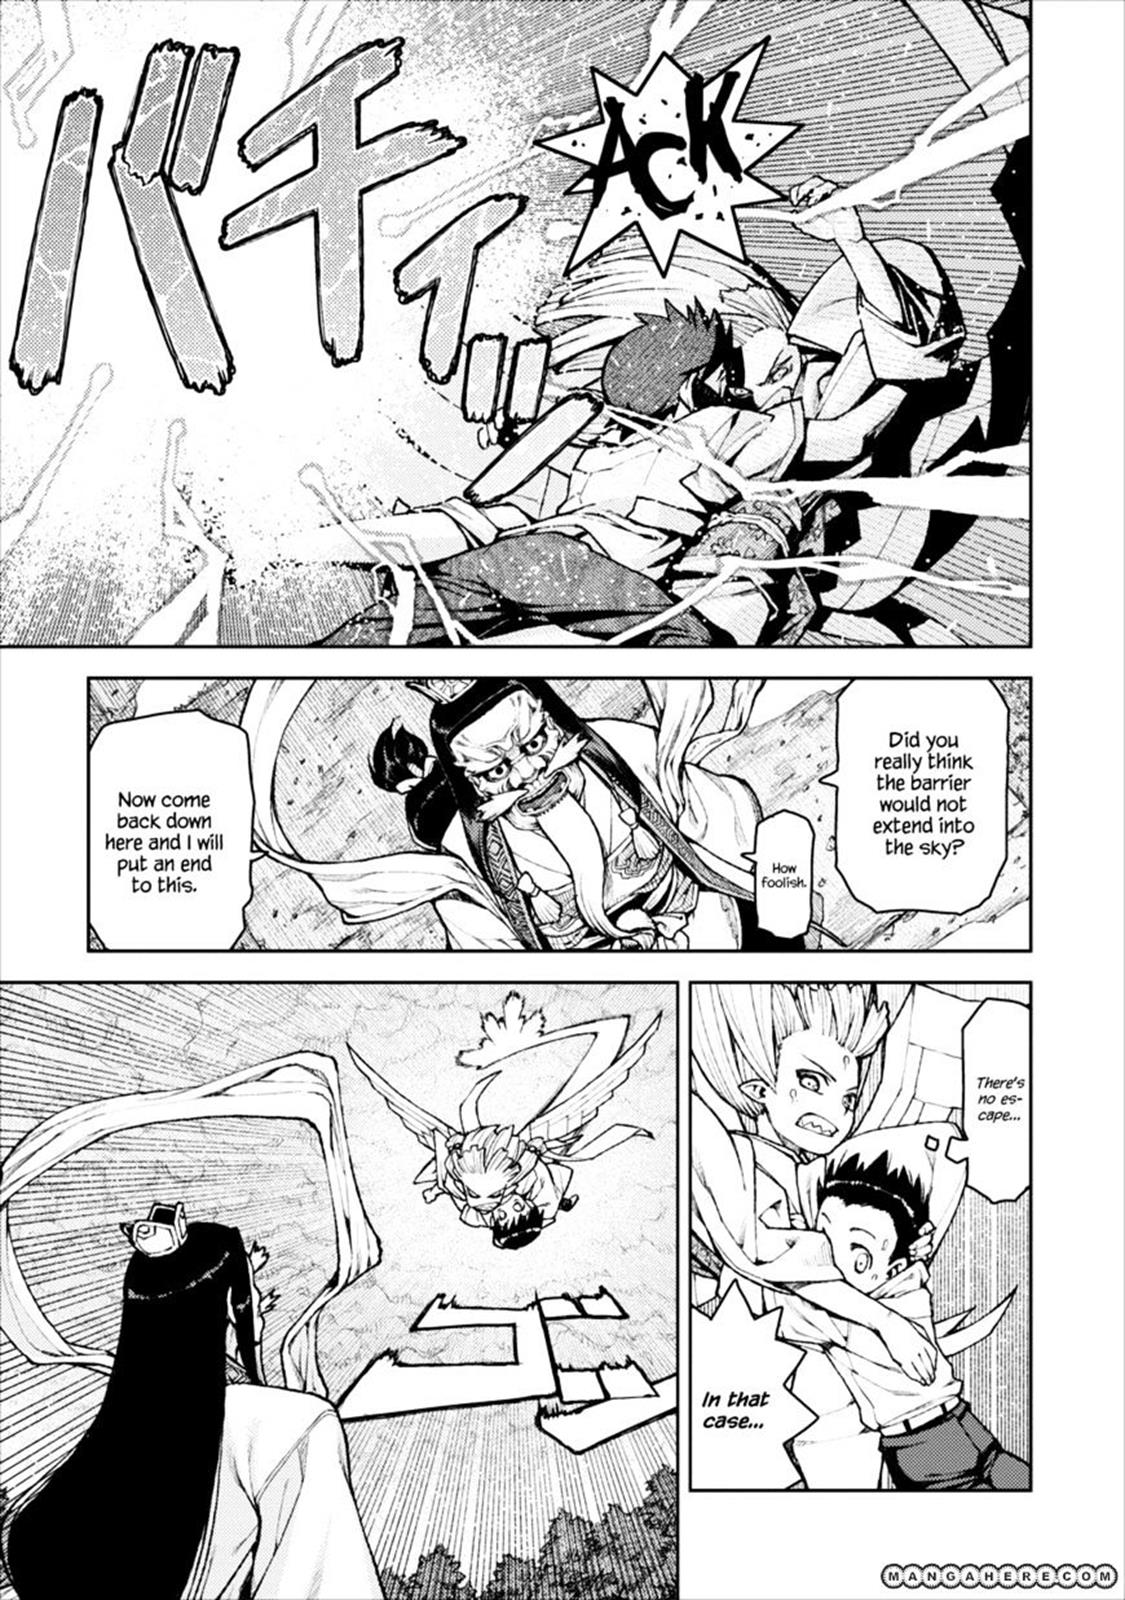 ACK
バチィッ
Did you
really think
the barrier
would not
extend into
the sky?
How
foolish.
Now come
back down
here and I will
put an end
to this.
There's
no es-
cape...
In that
case...
MANGAHERE.COM